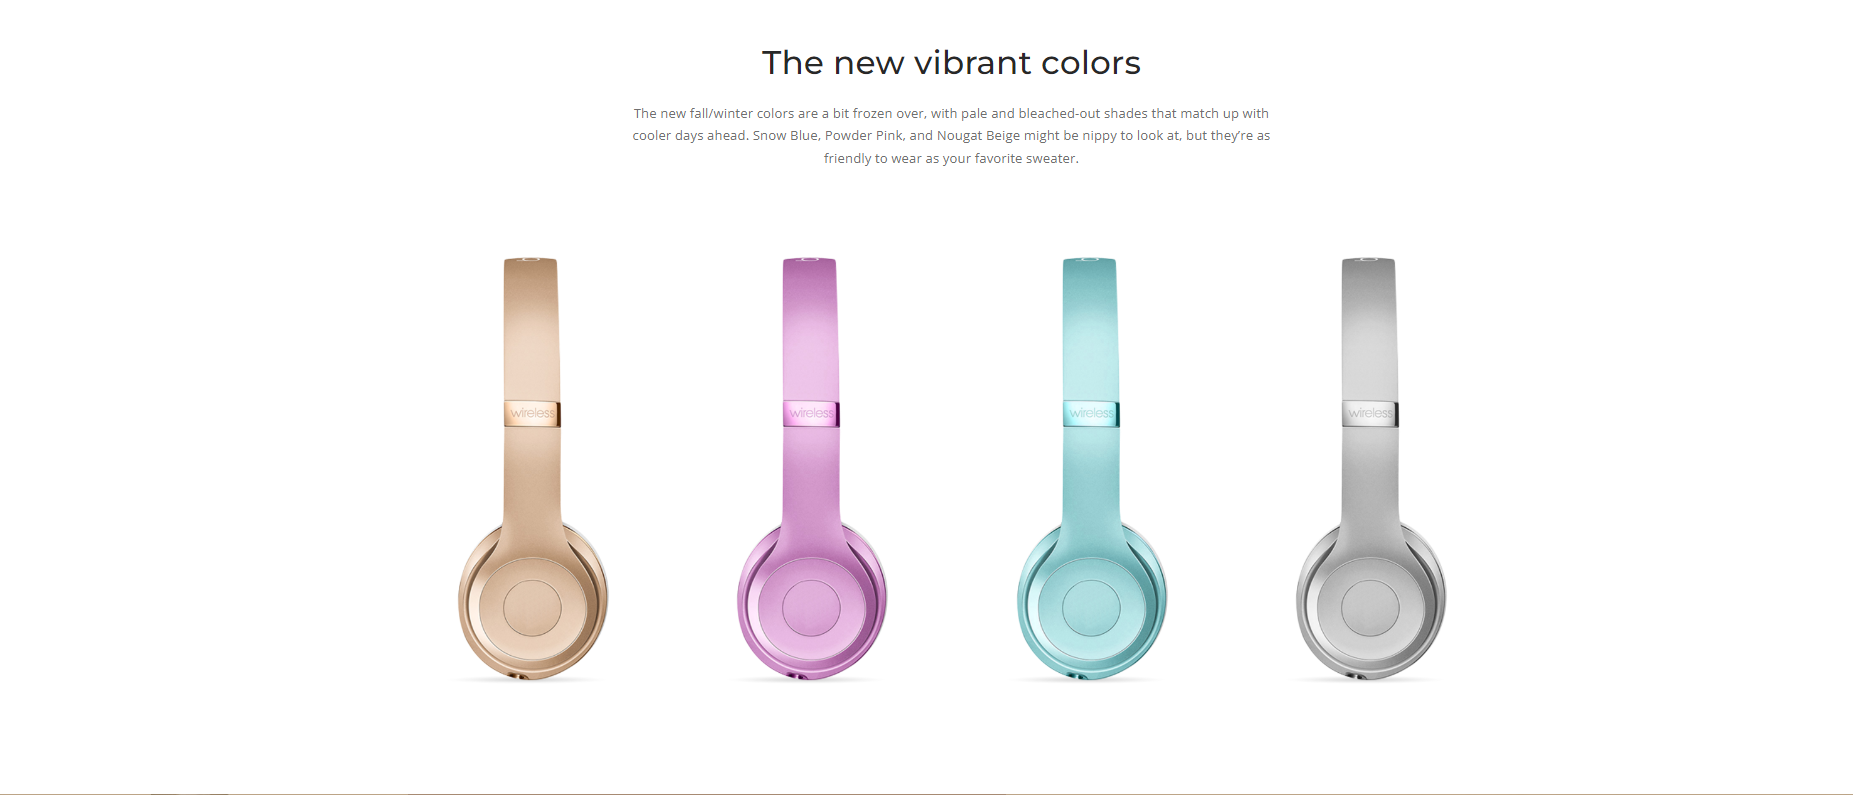 The new vibrant colors
The new fall/winter colors are a bit frozen over, with pale and bleached-out shades that match up with
cooler days ahead. Snow Blue, Powder Pink, and Nougat Beige might be nippy to look at, but they’re as
friendly to wear as your favorite sweater.
wireless
wireless
wireless
wireless